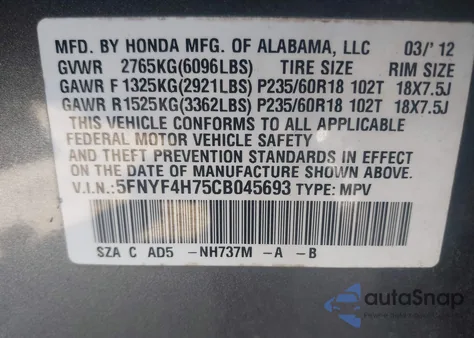 MFD. BY HONDA MFG. OF ALABAMA, LLC 03/' 12
GVWR 2765KG(6096LBS) TIRE SIZE RIM SIZE
GAWR F 1325KG(2921LBS) P235/60R18 102T 18X7.5J
GAWR R1525KG(3362LBS) P235/60R18 102T 18X7.5J
THIS VEHICLE CONFORMS TO ALL APPLICABLE
FEDERAL MOTOR VEHICLE SAFETY
AND THEFT PREVENTION STANDARDS IN EFFECT
ON THE DATE OF MANUFACTURE SHOWN ABOVE.
V.I.N.: 5FNYF4H75CB045693 TYPE: MPV
SZA C AD5 -NH737M -A -B
autoSnap